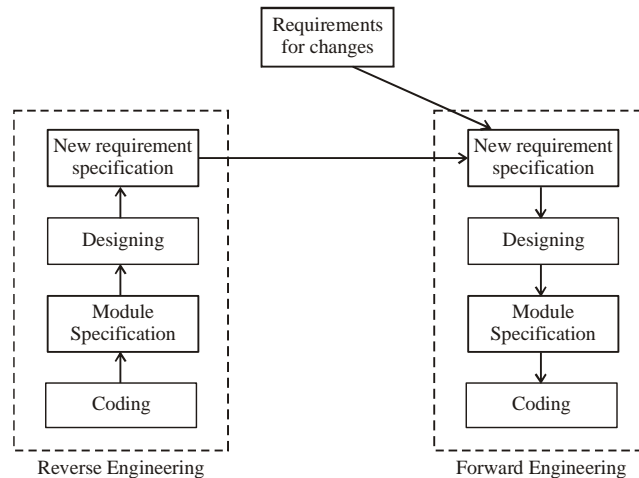 Requirements
for changes
New requirement
specification
Designing
Module
Specification
Coding
Reverse Engineering
New requirement
specification
Designing
Module
Specification
Coding
Forward Engineering